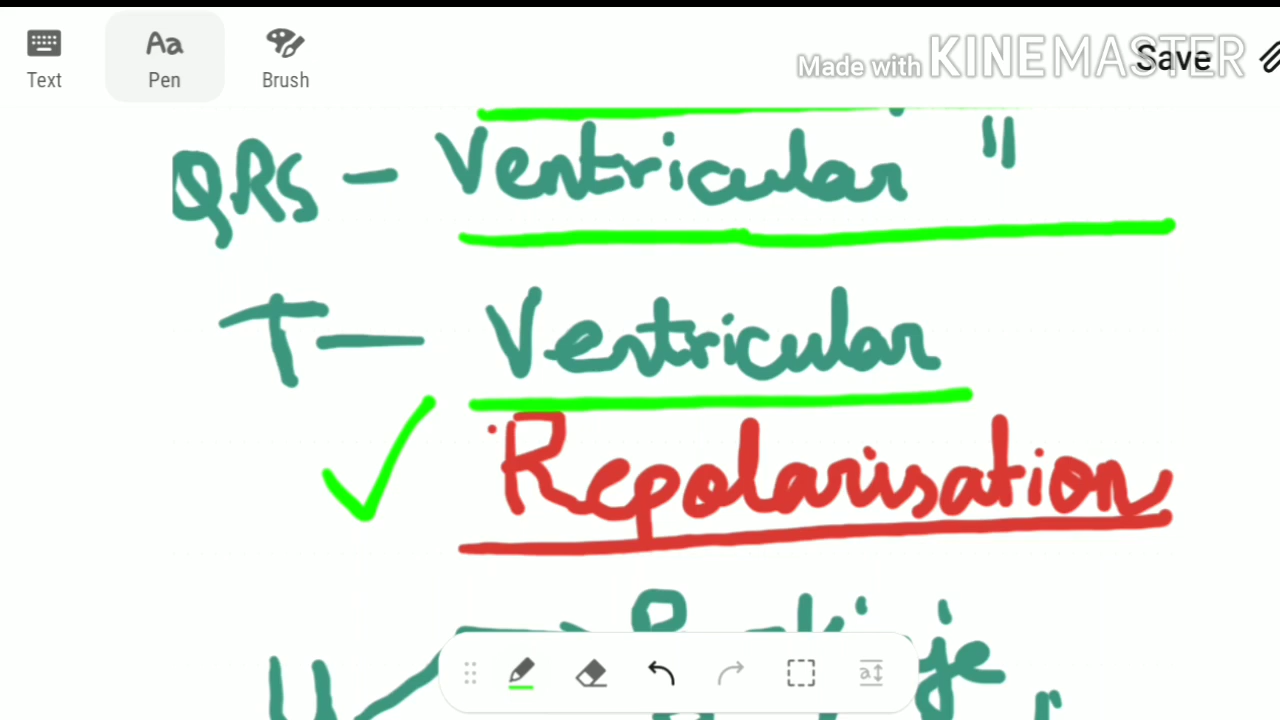 Text Pen Brush Made with KINEMASTER Save
QRS - Ventricular "
T - Ventricular
Repolarisation
U